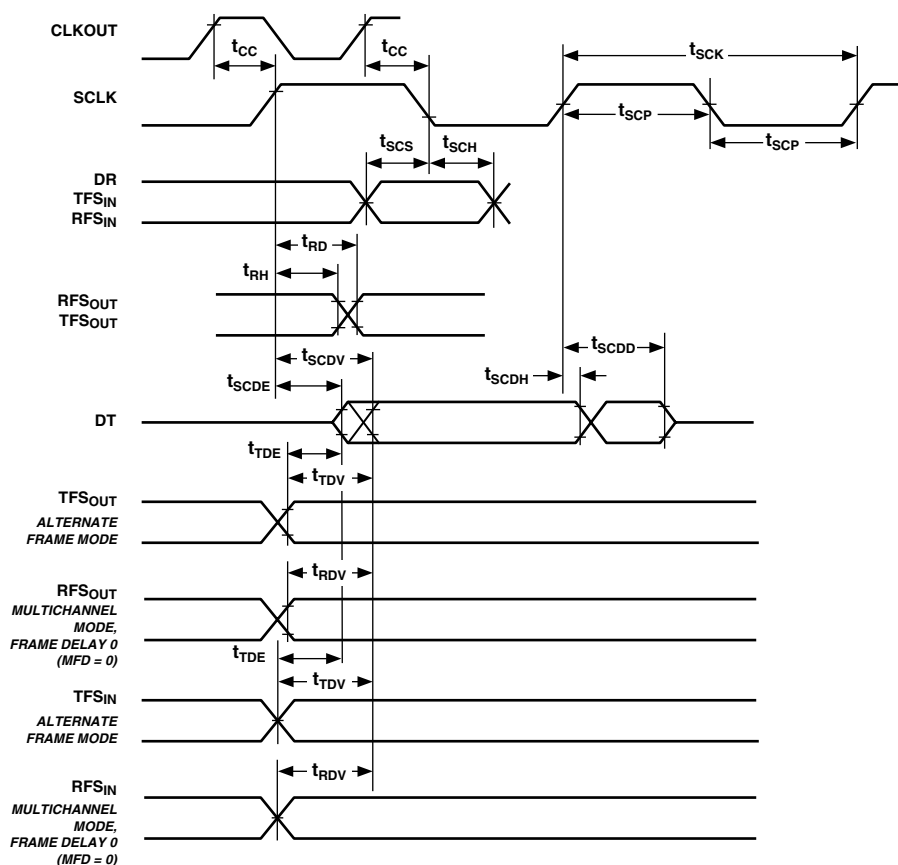 CLKOUT
tCC
tCC
tSCK
SCLK
tSCP
tSCP
tSCS
tSCH
DR
TFSIN
RFSIN
tRD
tRH
RFSOUT
TFSOUT
tSCDV
tSCDD
tSCDE
tSCDH
DT
tTDE
tTDV
TFSOUT
ALTERNATE
FRAME MODE
tRDV
RFSOUT
MULTICHANNEL
MODE,
FRAME DELAY 0
(MFD = 0)
tTDE
tTDV
TFSIN
ALTERNATE
FRAME MODE
tRDV
RFSIN
MULTICHANNEL
MODE,
FRAME DELAY 0
(MFD = 0)